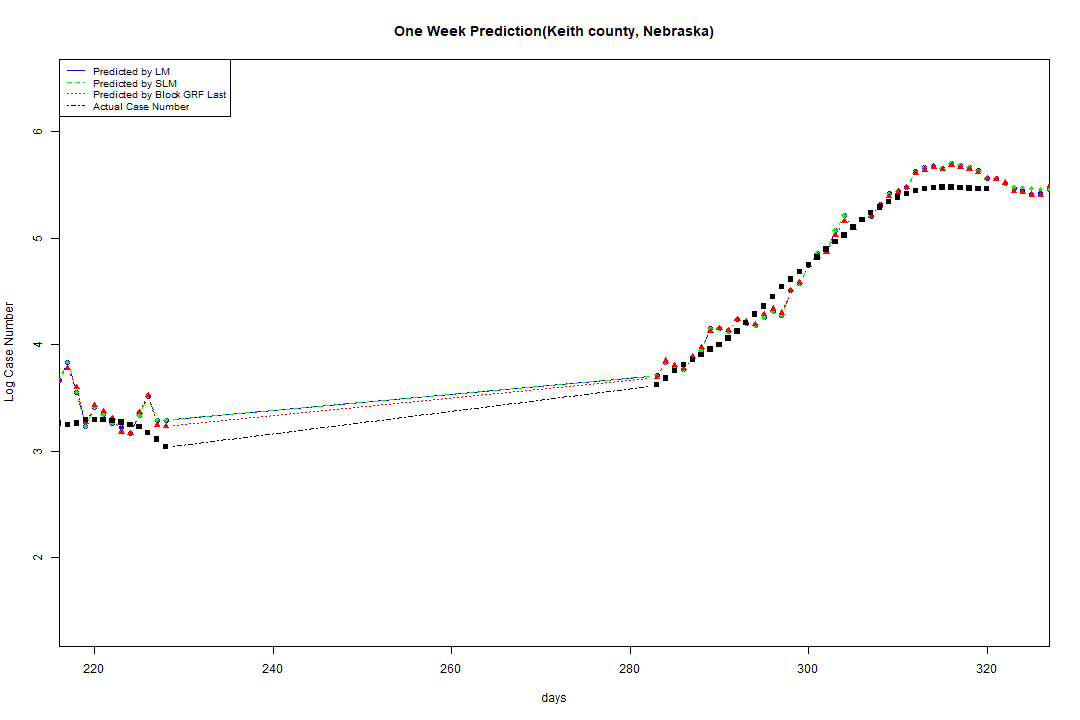 One Week Prediction(Keith county, Nebraska)
Predicted by LM
Predicted by SLM
Predicted by Block GRF Last
Actual Case Number
6
5
4
3
2
Log Case Number
220 240 260 280 300 320
days